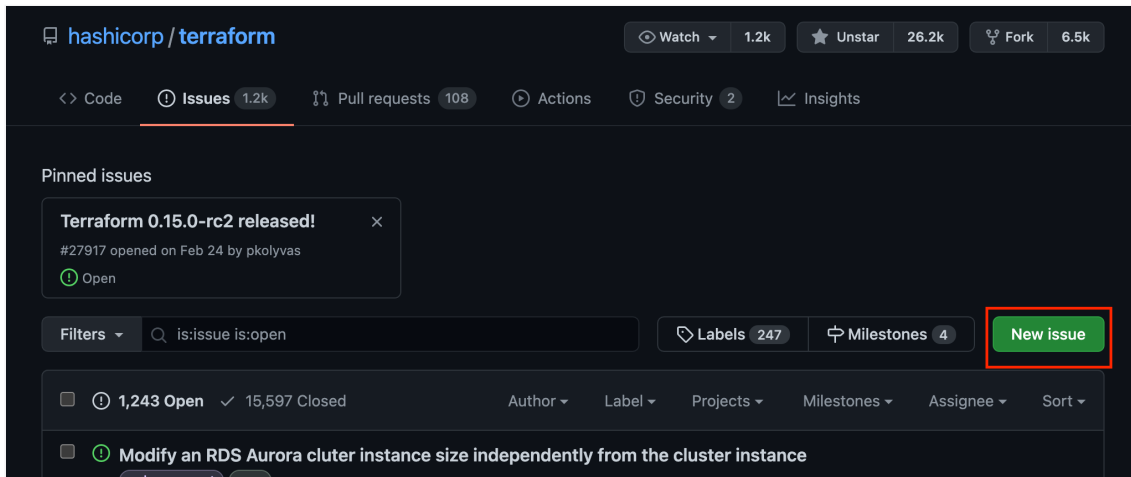 hashicorp / terraform
Watch 1.2k Unstar 26.2k Fork 6.5k
Code Issues 1.2k Pull requests 108 Actions Security 2 Insights
Pinned issues
Terraform 0.15.0-rc2 released!
#27917 opened on Feb 24 by pkolyvas
Open
Filters is:issue is:open Labels 247 Milestones 4 New issue
1,243 Open 15,597 Closed Author Label Projects Milestones Assignee Sort
Modify an RDS Aurora cluter instance size independently from the cluster instance